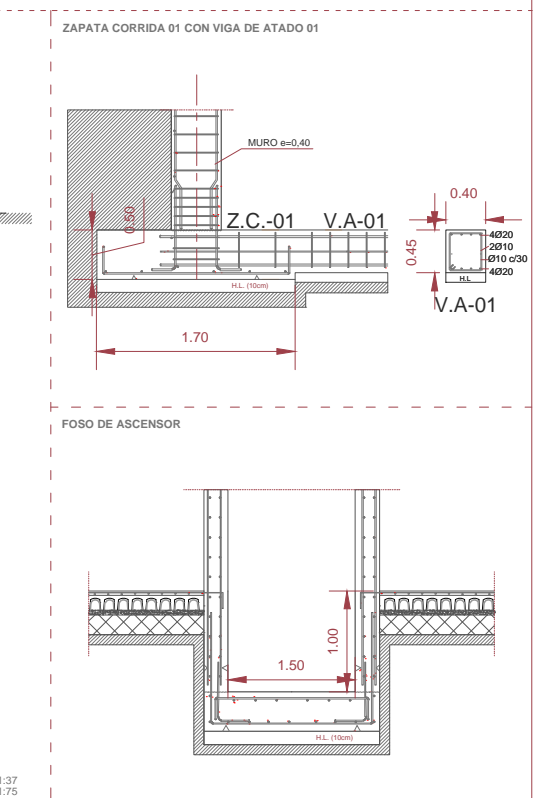 ZAPATA CORRIDA 01 CON VIGA DE ATADO 01
MURO e=0,40
0.50
Z.C.-01 V.A-01
0.40
0.45
4Ø20
2Ø10
Ø10 c/30
4Ø20
H.L
V.A-01
H.L. (10cm)
1.70
FOSO DE ASCENSOR
1.00
1.50
H.L. (10cm)
:37
:75